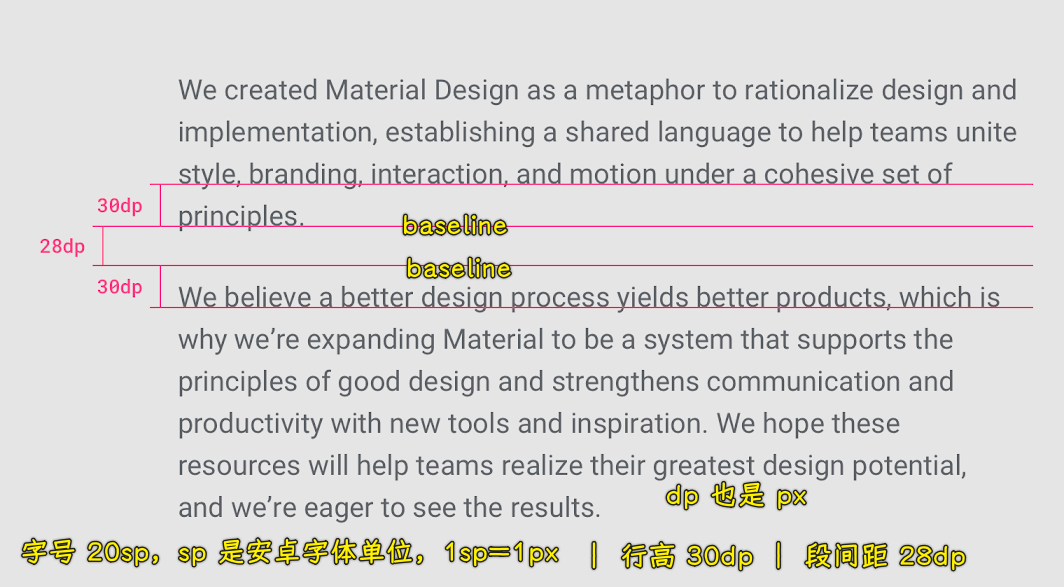 We created Material Design as a metaphor to rationalize design and
implementation, establishing a shared language to help teams unite
style, branding, interaction, and motion under a cohesive set of
30dp
principles.
baseline
28dp
baseline
30dp
We believe a better design process yields better products, which is
why we’re expanding Material to be a system that supports the
principles of good design and strengthens communication and
productivity with new tools and inspiration. We hope these
resources will help teams realize their greatest design potential,
and we’re eager to see the results.
dp 也是 px
字号 20sp，sp 是安卓字体单位，1sp=1px | 行高 30dp | 段间距 28dp